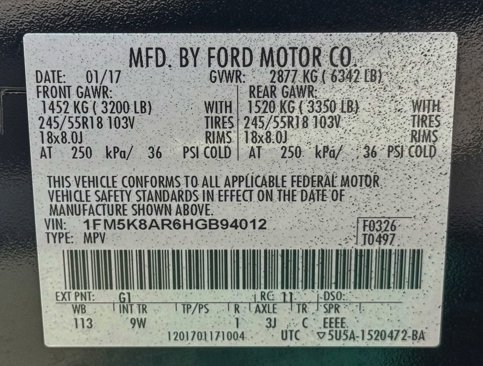 MFD. BY FORD MOTOR CO.
DATE: 01/17 GVWR: 2877 KG ( 6342 LB)
FRONT GAWR: REAR GAWR:
1452 KG ( 3200 LB) WITH 1520 KG ( 3350 LB) WITH
245/55R18 103V TIRES 245/55R18 103V TIRES
18x8.0J RIMS 18x8.0J RIMS
AT 250 kPa/ 36 PSI COLD AT 250 kPa/ 36 PSI COLD
THIS VEHICLE CONFORMS TO ALL APPLICABLE FEDERAL MOTOR
VEHICLE SAFETY STANDARDS IN EFFECT ON THE DATE OF
MANUFACTURE SHOWN ABOVE.
VIN: 1FM5K8AR6HGB94012 F0326
TYPE: MPV T0497
EXT PNT: G1 RC: 11 DSO:
WB INT TR TP/PS R AXLE TR SPR
113 9W 1 3J C EEEE.
1201701171004 UTC 5U5A-1520472-BA